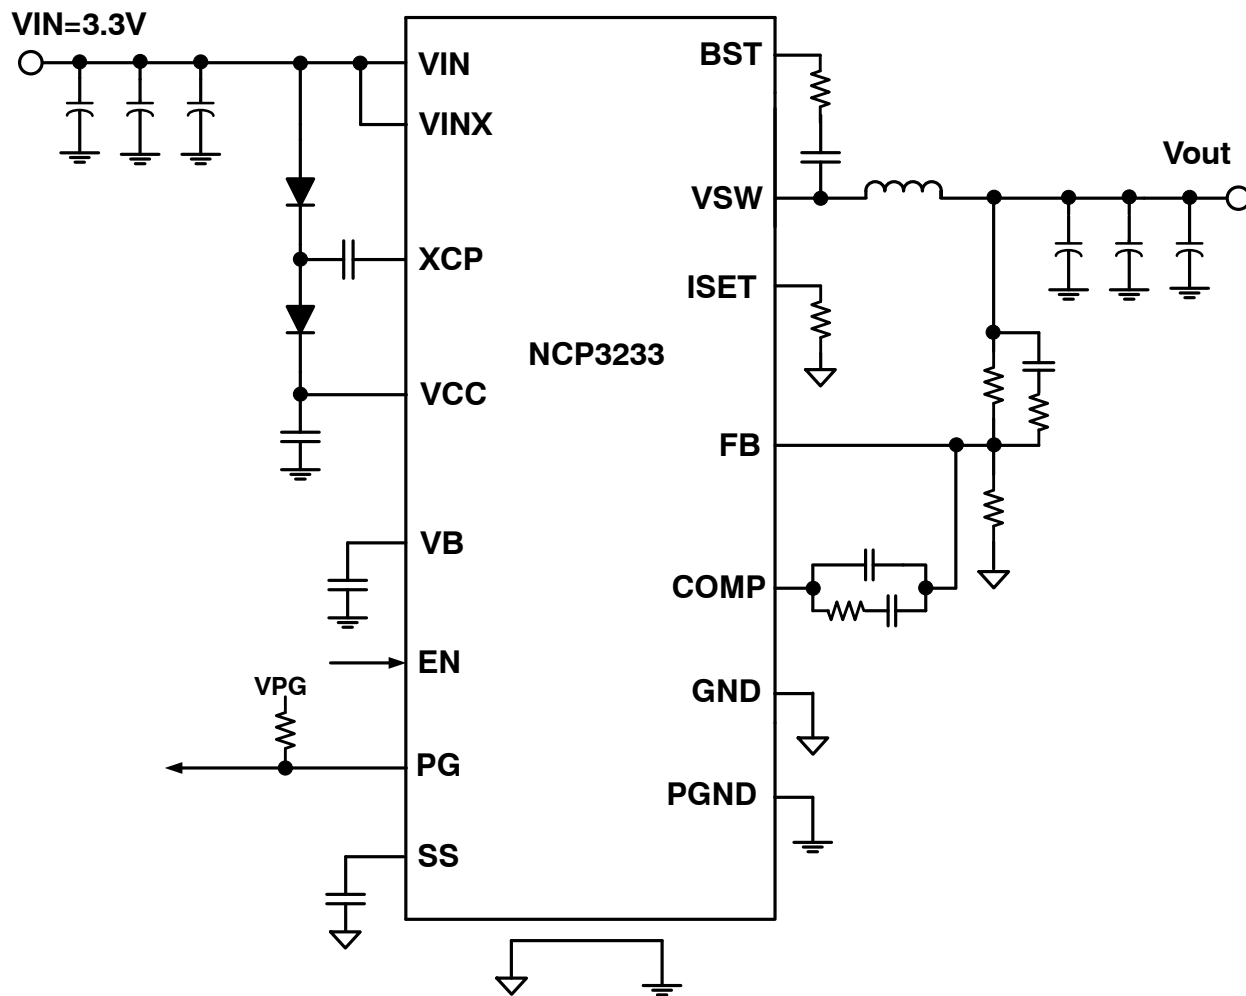 VIN=3.3V
VIN
VINX
XCP
VCC
VB
EN
VPG
PG
SS
NCP3233
BST
VSW
Vout
ISET
FB
COMP
GND
PGND